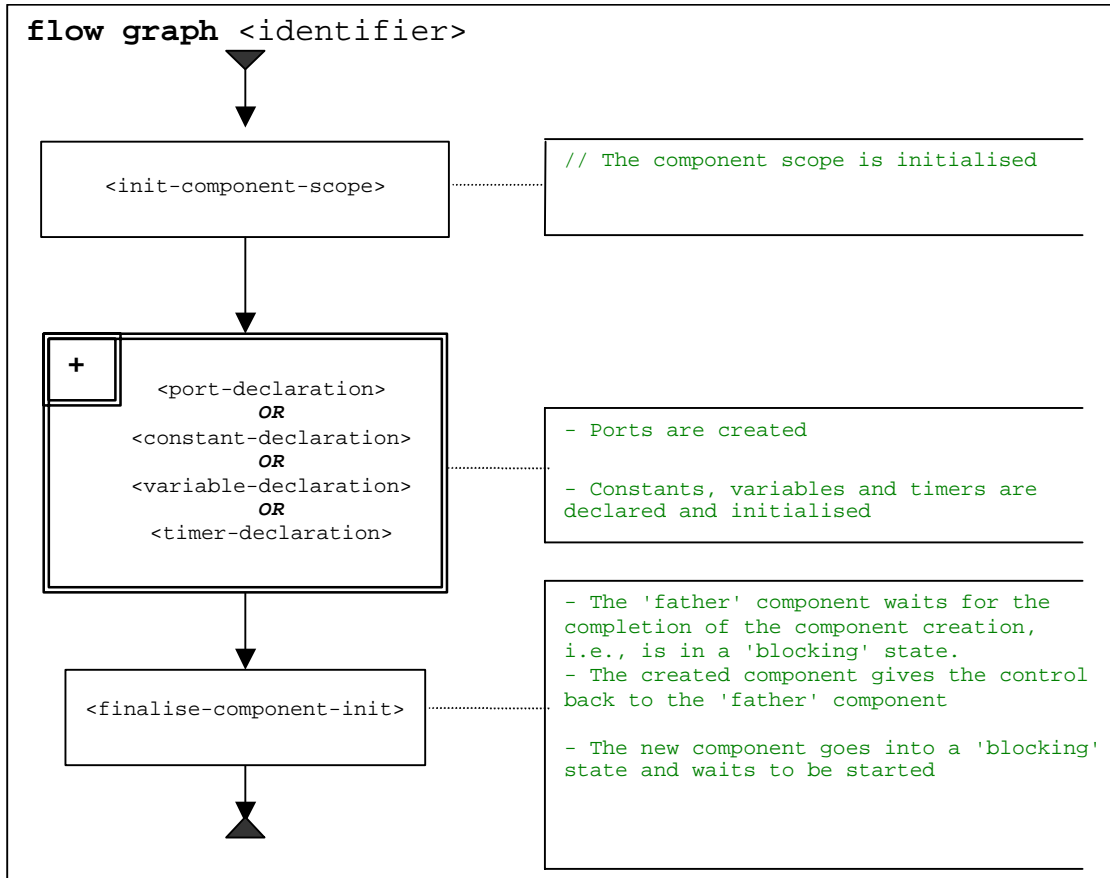 flow graph <identifier>
<init-component-scope>
// The component scope is initialised
+
<port-declaration>
OR
<constant-declaration>
OR
<variable-declaration>
OR
<timer-declaration>
- Ports are created
- Constants, variables and timers are
declared and initialised
<finalise-component-init>
- The 'father' component waits for the
completion of the component creation,
i.e., is in a 'blocking' state.
- The created component gives the control
back to the 'father' component
- The new component goes into a 'blocking'
state and waits to be started